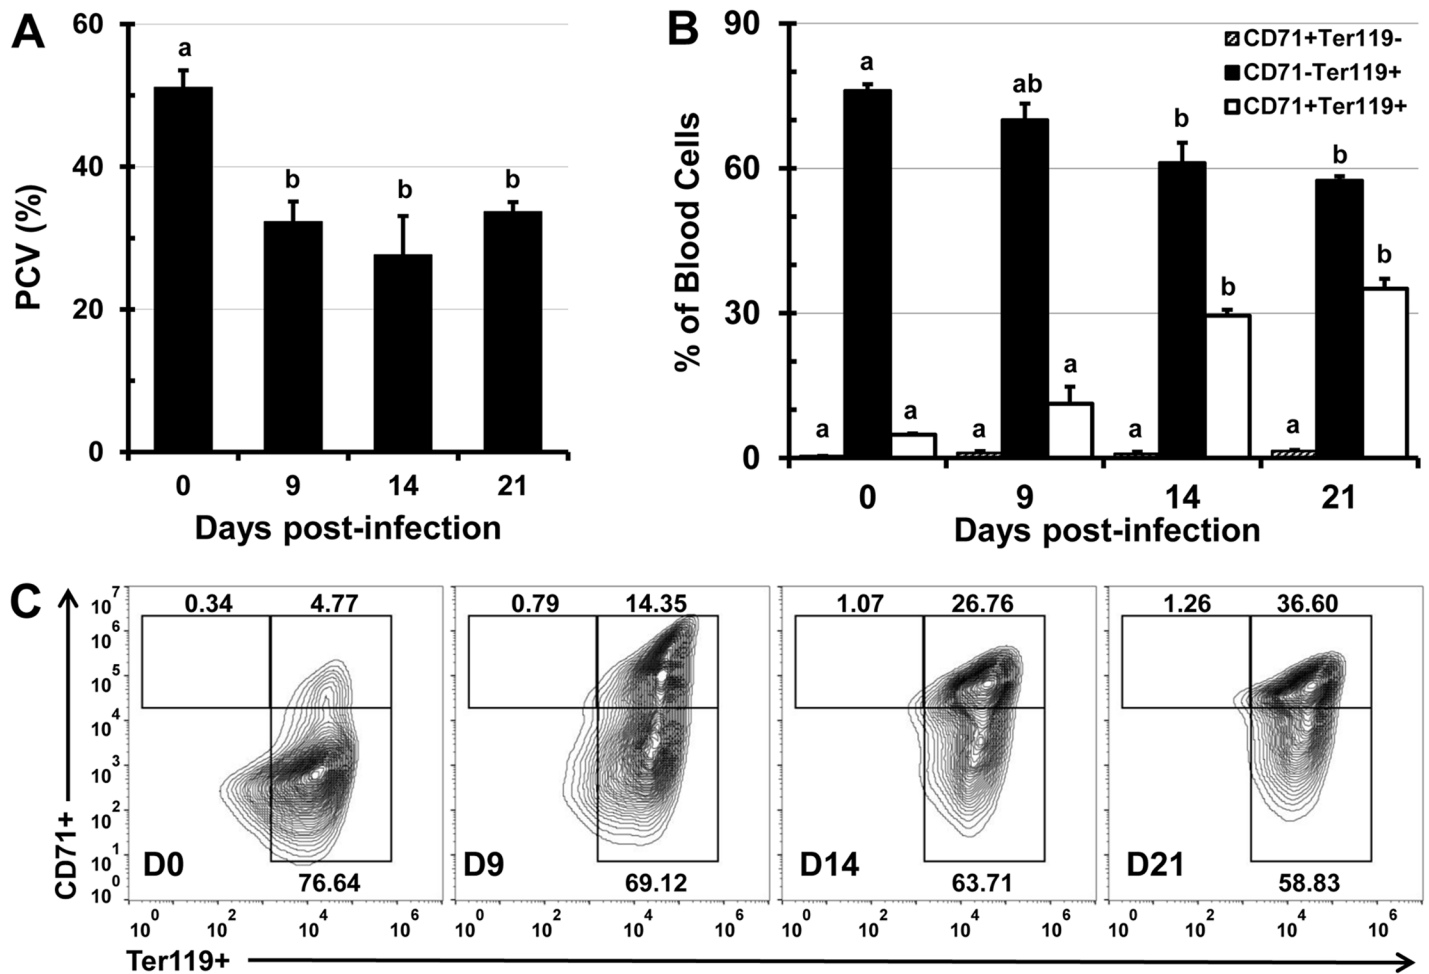 A
60
40
20
0
PCV (%)
a
b
b
b
0 9 14 21
Days post-infection
B
90
60
30
0
% of Blood Cells
CD71+Ter119-
CD71-Ter119+
CD71+Ter119+
a a a
a ab a
a b b
a b b
0 9 14 21
Days post-infection
C
CD71+
10^7
10^6
10^5
10^4
10^3
10^2
10^1
10^0
0.34 4.77
D0
76.64
0.79 14.35
D9
69.12
1.07 26.76
D14
63.71
1.26 36.60
D21
58.83
10^0 10^2 10^4 10^6
10^0 10^2 10^4 10^6
10^0 10^2 10^4 10^6
10^0 10^2 10^4 10^6
Ter119+